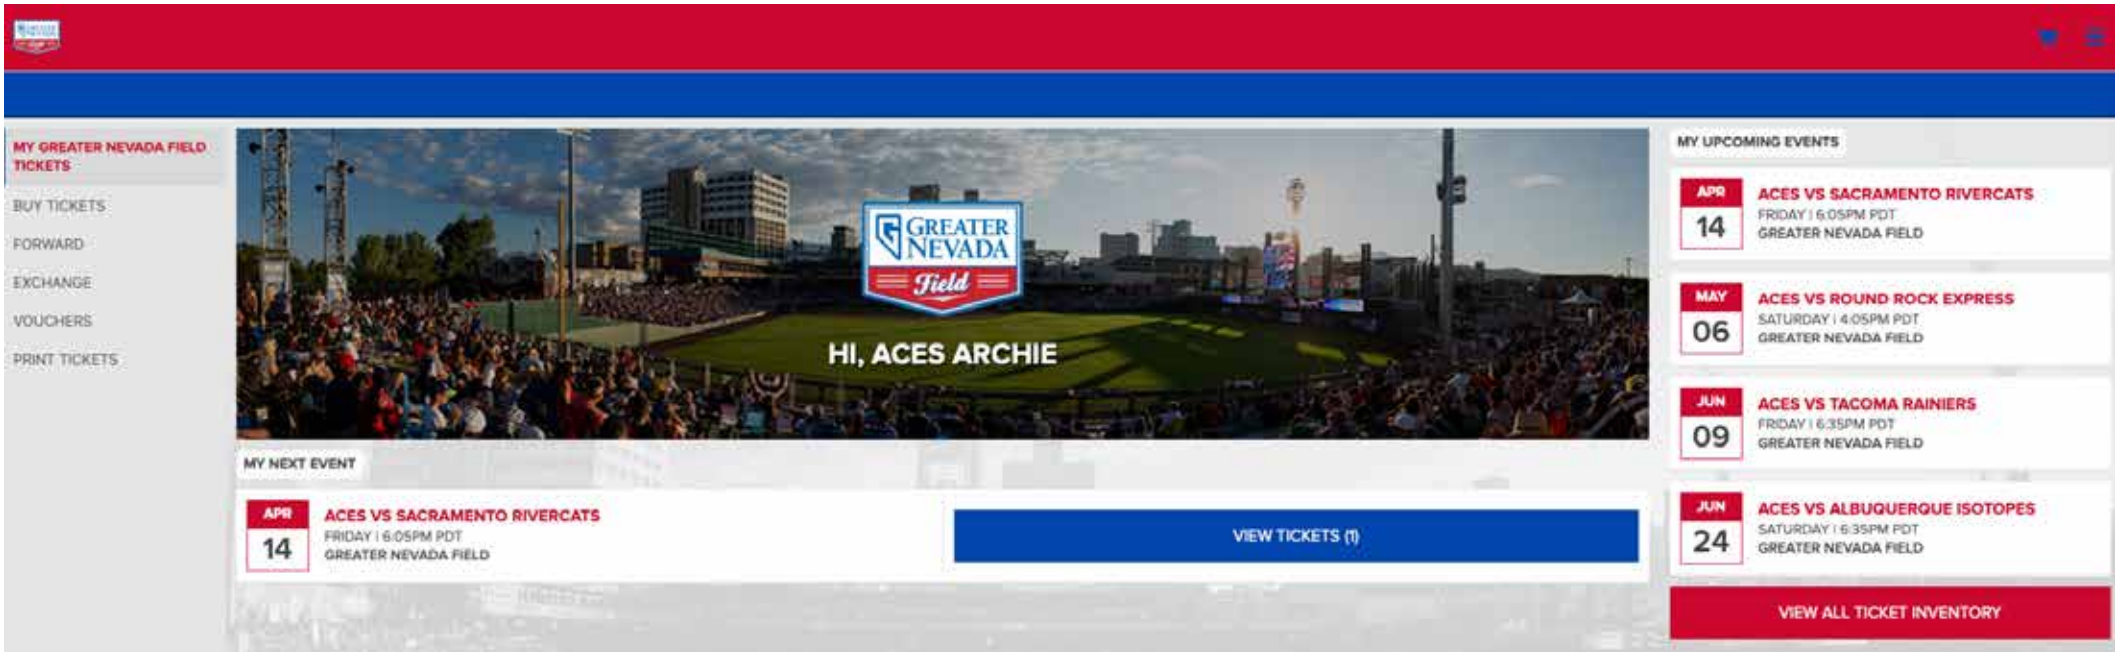 MY GREATER NEVADA FIELD
TICKETS
BUY TICKETS
FORWARD
EXCHANGE
VOUCHERS
PRINT TICKETS
GREATER
NEVADA
Field
HI, ACES ARCHIE
MY NEXT EVENT
APR
14
ACES VS SACRAMENTO RIVERCATS
FRIDAY | 6:05PM PDT
GREATER NEVADA FIELD
VIEW TICKETS (1)
MY UPCOMING EVENTS
APR
14
ACES VS SACRAMENTO RIVERCATS
FRIDAY | 6:05PM PDT
GREATER NEVADA FIELD
MAY
06
ACES VS ROUND ROCK EXPRESS
SATURDAY | 4:05PM PDT
GREATER NEVADA FIELD
JUN
09
ACES VS TACOMA RAINIERS
FRIDAY | 6:35PM PDT
GREATER NEVADA FIELD
JUN
24
ACES VS ALBUQUERQUE ISOTOPES
SATURDAY | 6:35PM PDT
GREATER NEVADA FIELD
VIEW ALL TICKET INVENTORY